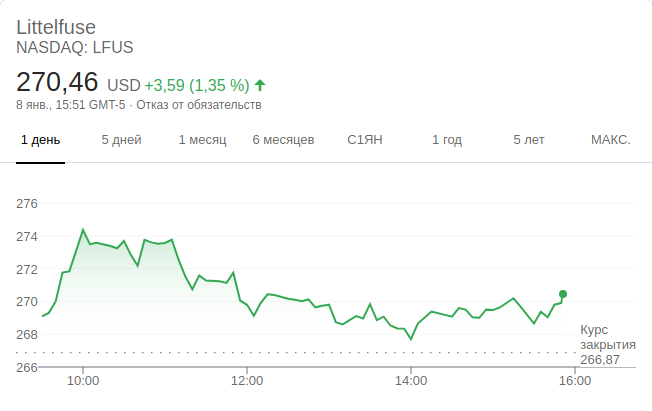 Littelfuse
NASDAQ: LFUS
270,46 USD +3,59 (1,35 %)
8 янв., 15:51 GMT-5 · Отказ от обязательств
1 день 5 дней 1 месяц 6 месяцев С1ЯН 1 год 5 лет МАКС.
276
274
272
270
268
266
Курс
закрытия
266,87
10:00 12:00 14:00 16:00